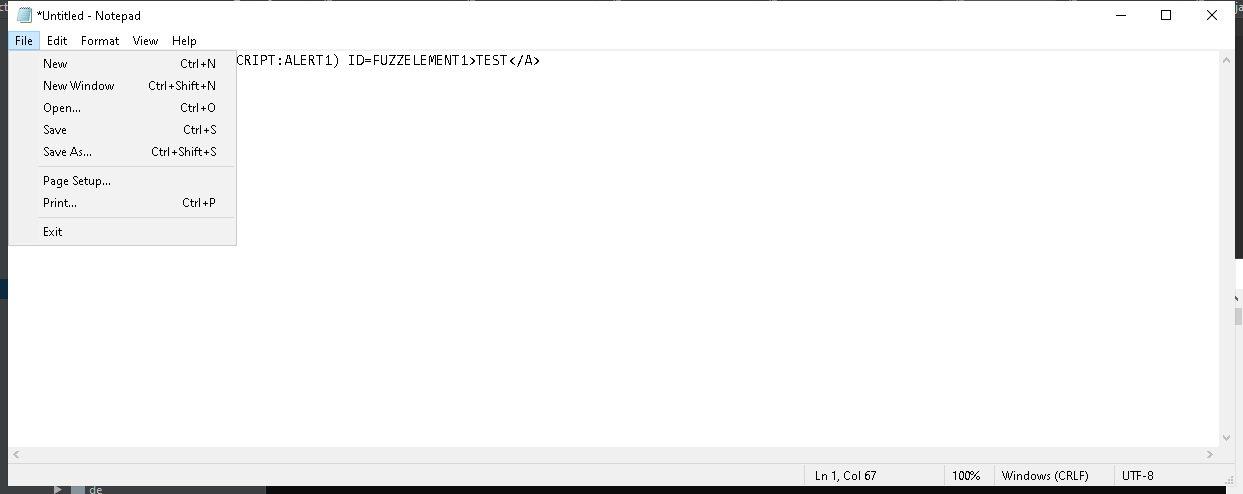 *Untitled - Notepad
File Edit Format View Help
CRIPT:ALERT1) ID=FUZZELEMENT1>TEST</A>
New Ctrl+N
New Window Ctrl+Shift+N
Open... Ctrl+O
Save Ctrl+S
Save As... Ctrl+Shift+S
Page Setup...
Print... Ctrl+P
Exit
Ln 1, Col 67 100% Windows (CRLF) UTF-8
de